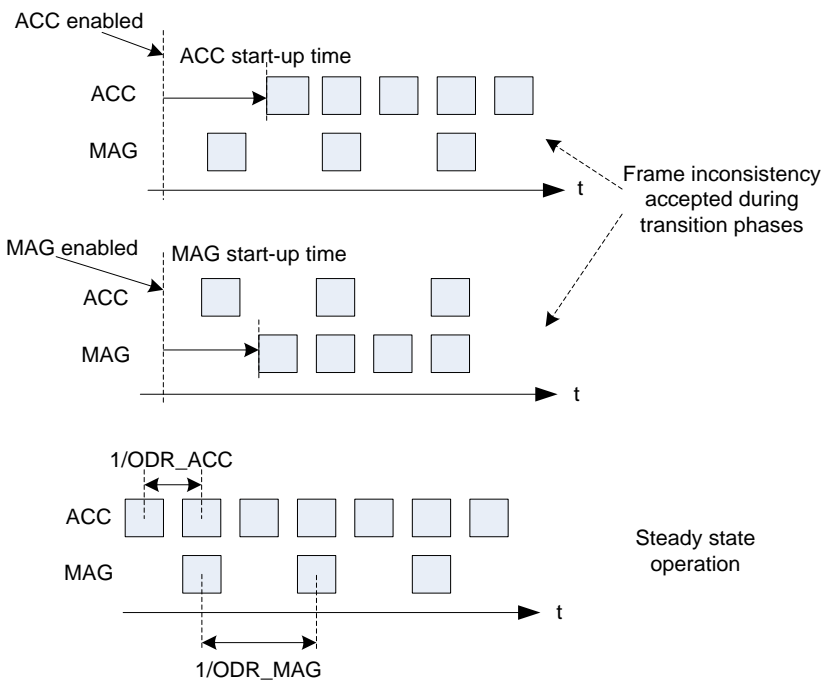 ACC enabled
ACC start-up time
ACC
MAG
t
Frame inconsistency
accepted during
transition phases
MAG enabled
MAG start-up time
ACC
MAG
t
1/ODR_ACC
ACC
MAG
t
1/ODR_MAG
Steady state
operation